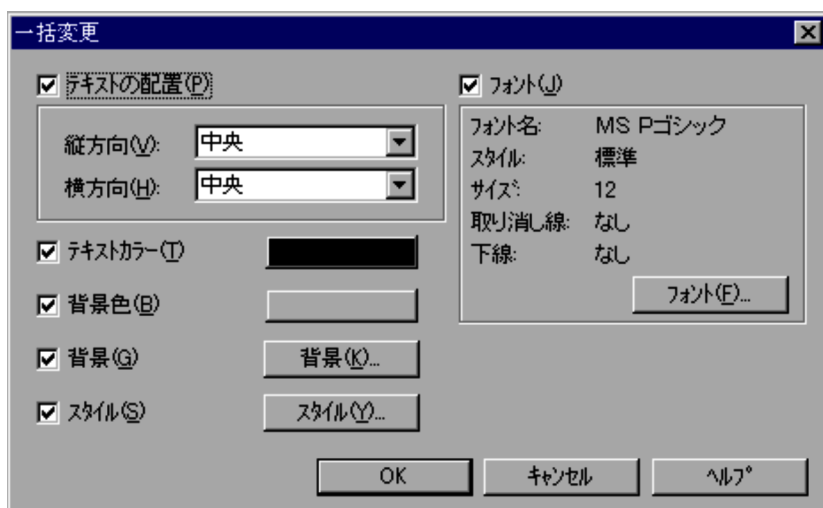 一括変更
テキストの配置(P)
縦方向(V): 中央
横方向(H): 中央
テキストカラー(T)
背景色(B)
背景(G) 背景(K)...
スタイル(S) スタイル(Y)...
フォント(J)
フォント名: MS Pゴシック
スタイル: 標準
サイズ: 12
取り消し線: なし
下線: なし
フォント(F)...
OK キャンセル ヘルプ